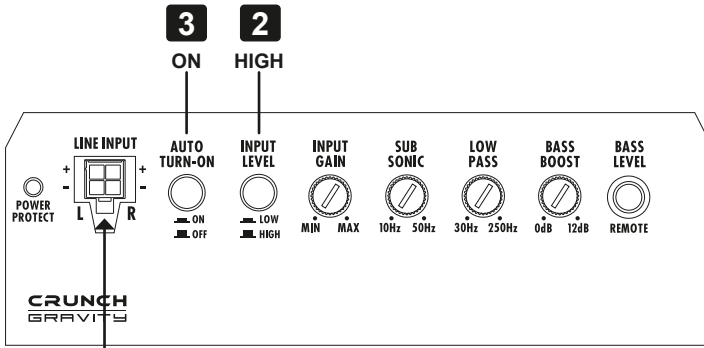 3 2
ON HIGH
LINE INPUT AUTO TURN-ON INPUT LEVEL INPUT GAIN SUB SONIC LOW PASS BASS BOOST BASS LEVEL
+ +
- -
POWER PROTECT
L R
ON LOW MIN MAX 10Hz 50Hz 30Hz 250Hz 0dB 12dB REMOTE
OFF HIGH
CRUNCH
GRAVITY